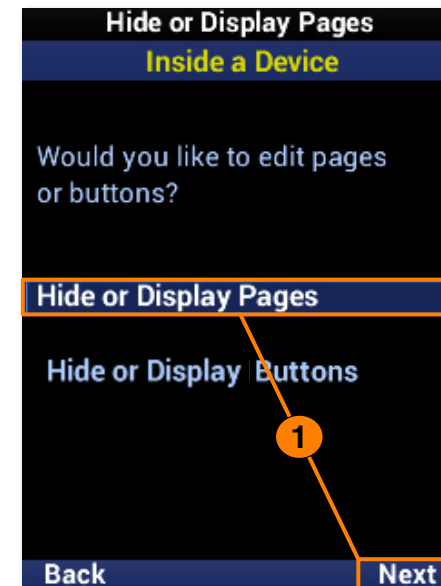 Hide or Display Pages
Inside a Device
Would you like to edit pages
or buttons?
Hide or Display Pages
Hide or Display Buttons
1
Back Next